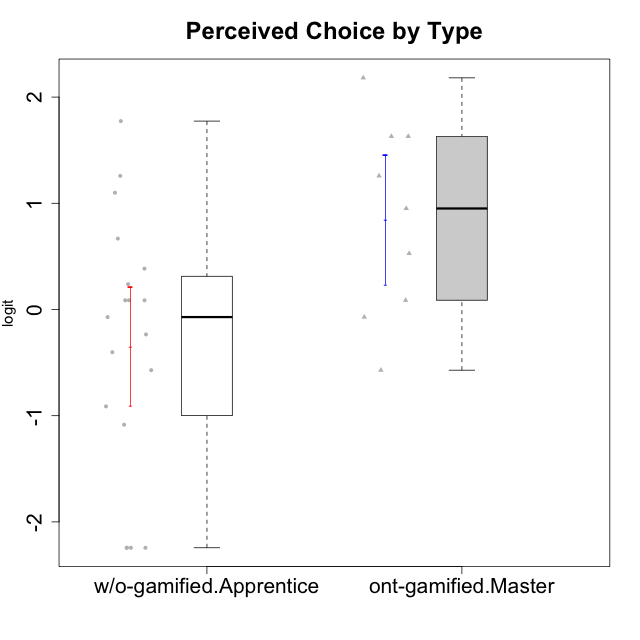 Perceived Choice by Type
2
1
0
-1
-2
logit
w/o-gamified.Apprentice
ont-gamified.Master